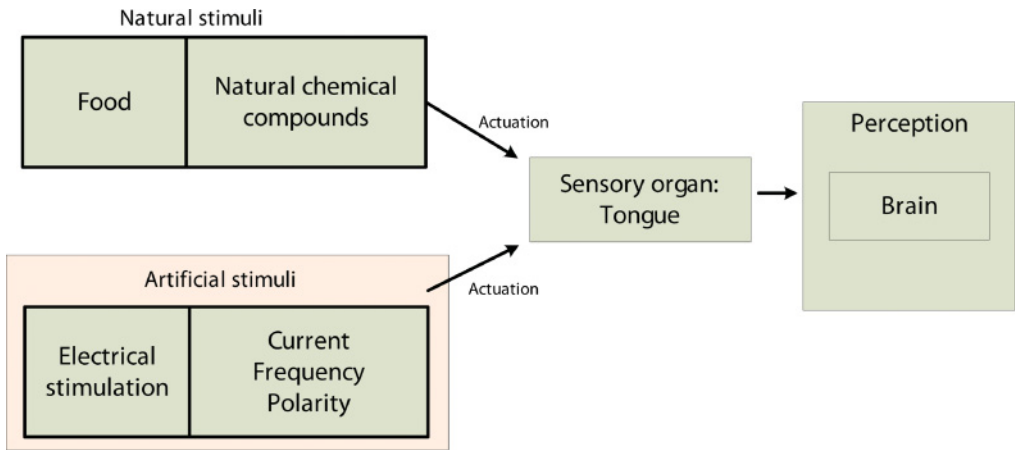 Natural stimuli
Food
Natural chemical
compounds
Actuation
Sensory organ:
Tongue
Perception
Brain
Artificial stimuli
Actuation
Electrical
stimulation
Current
Frequency
Polarity